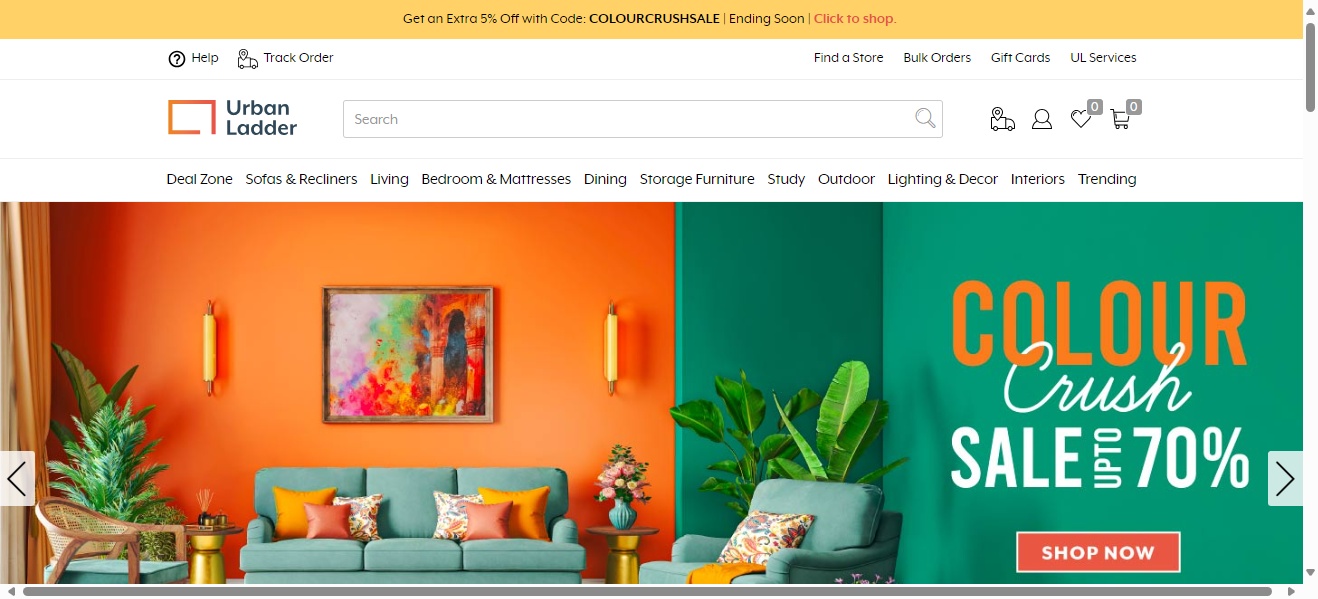 Get an Extra 5% Off with Code: COLOURCRUSHSALE | Ending Soon | Click to shop.
Help Track Order Find a Store Bulk Orders Gift Cards UL Services
Urban
Ladder
Search
0 0
Deal Zone Sofas & Recliners Living Bedroom & Mattresses Dining Storage Furniture Study Outdoor Lighting & Decor Interiors Trending
COLOUR
Crush
SALE UPTO 70%
SHOP NOW